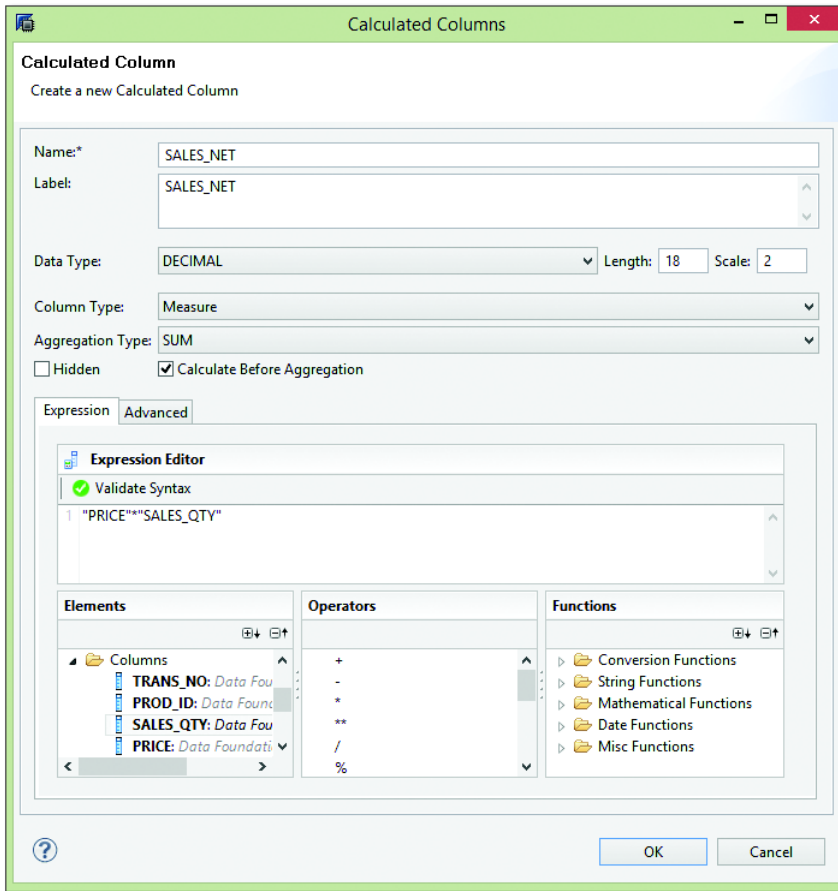 Calculated Columns
Calculated Column
Create a new Calculated Column
Name:* SALES_NET
Label: SALES_NET
Data Type: DECIMAL Length: 18 Scale: 2
Column Type: Measure
Aggregation Type: SUM
Hidden Calculate Before Aggregation
Expression Advanced
Expression Editor
Validate Syntax
1 "PRICE"*"SALES_QTY"
Elements Operators Functions
Columns + Conversion Functions
TRANS_NO: Data Fou - String Functions
PROD_ID: Data Found * Mathematical Functions
SALES_QTY: Data Fou ** Date Functions
PRICE: Data Foundati / Misc Functions
%
OK Cancel